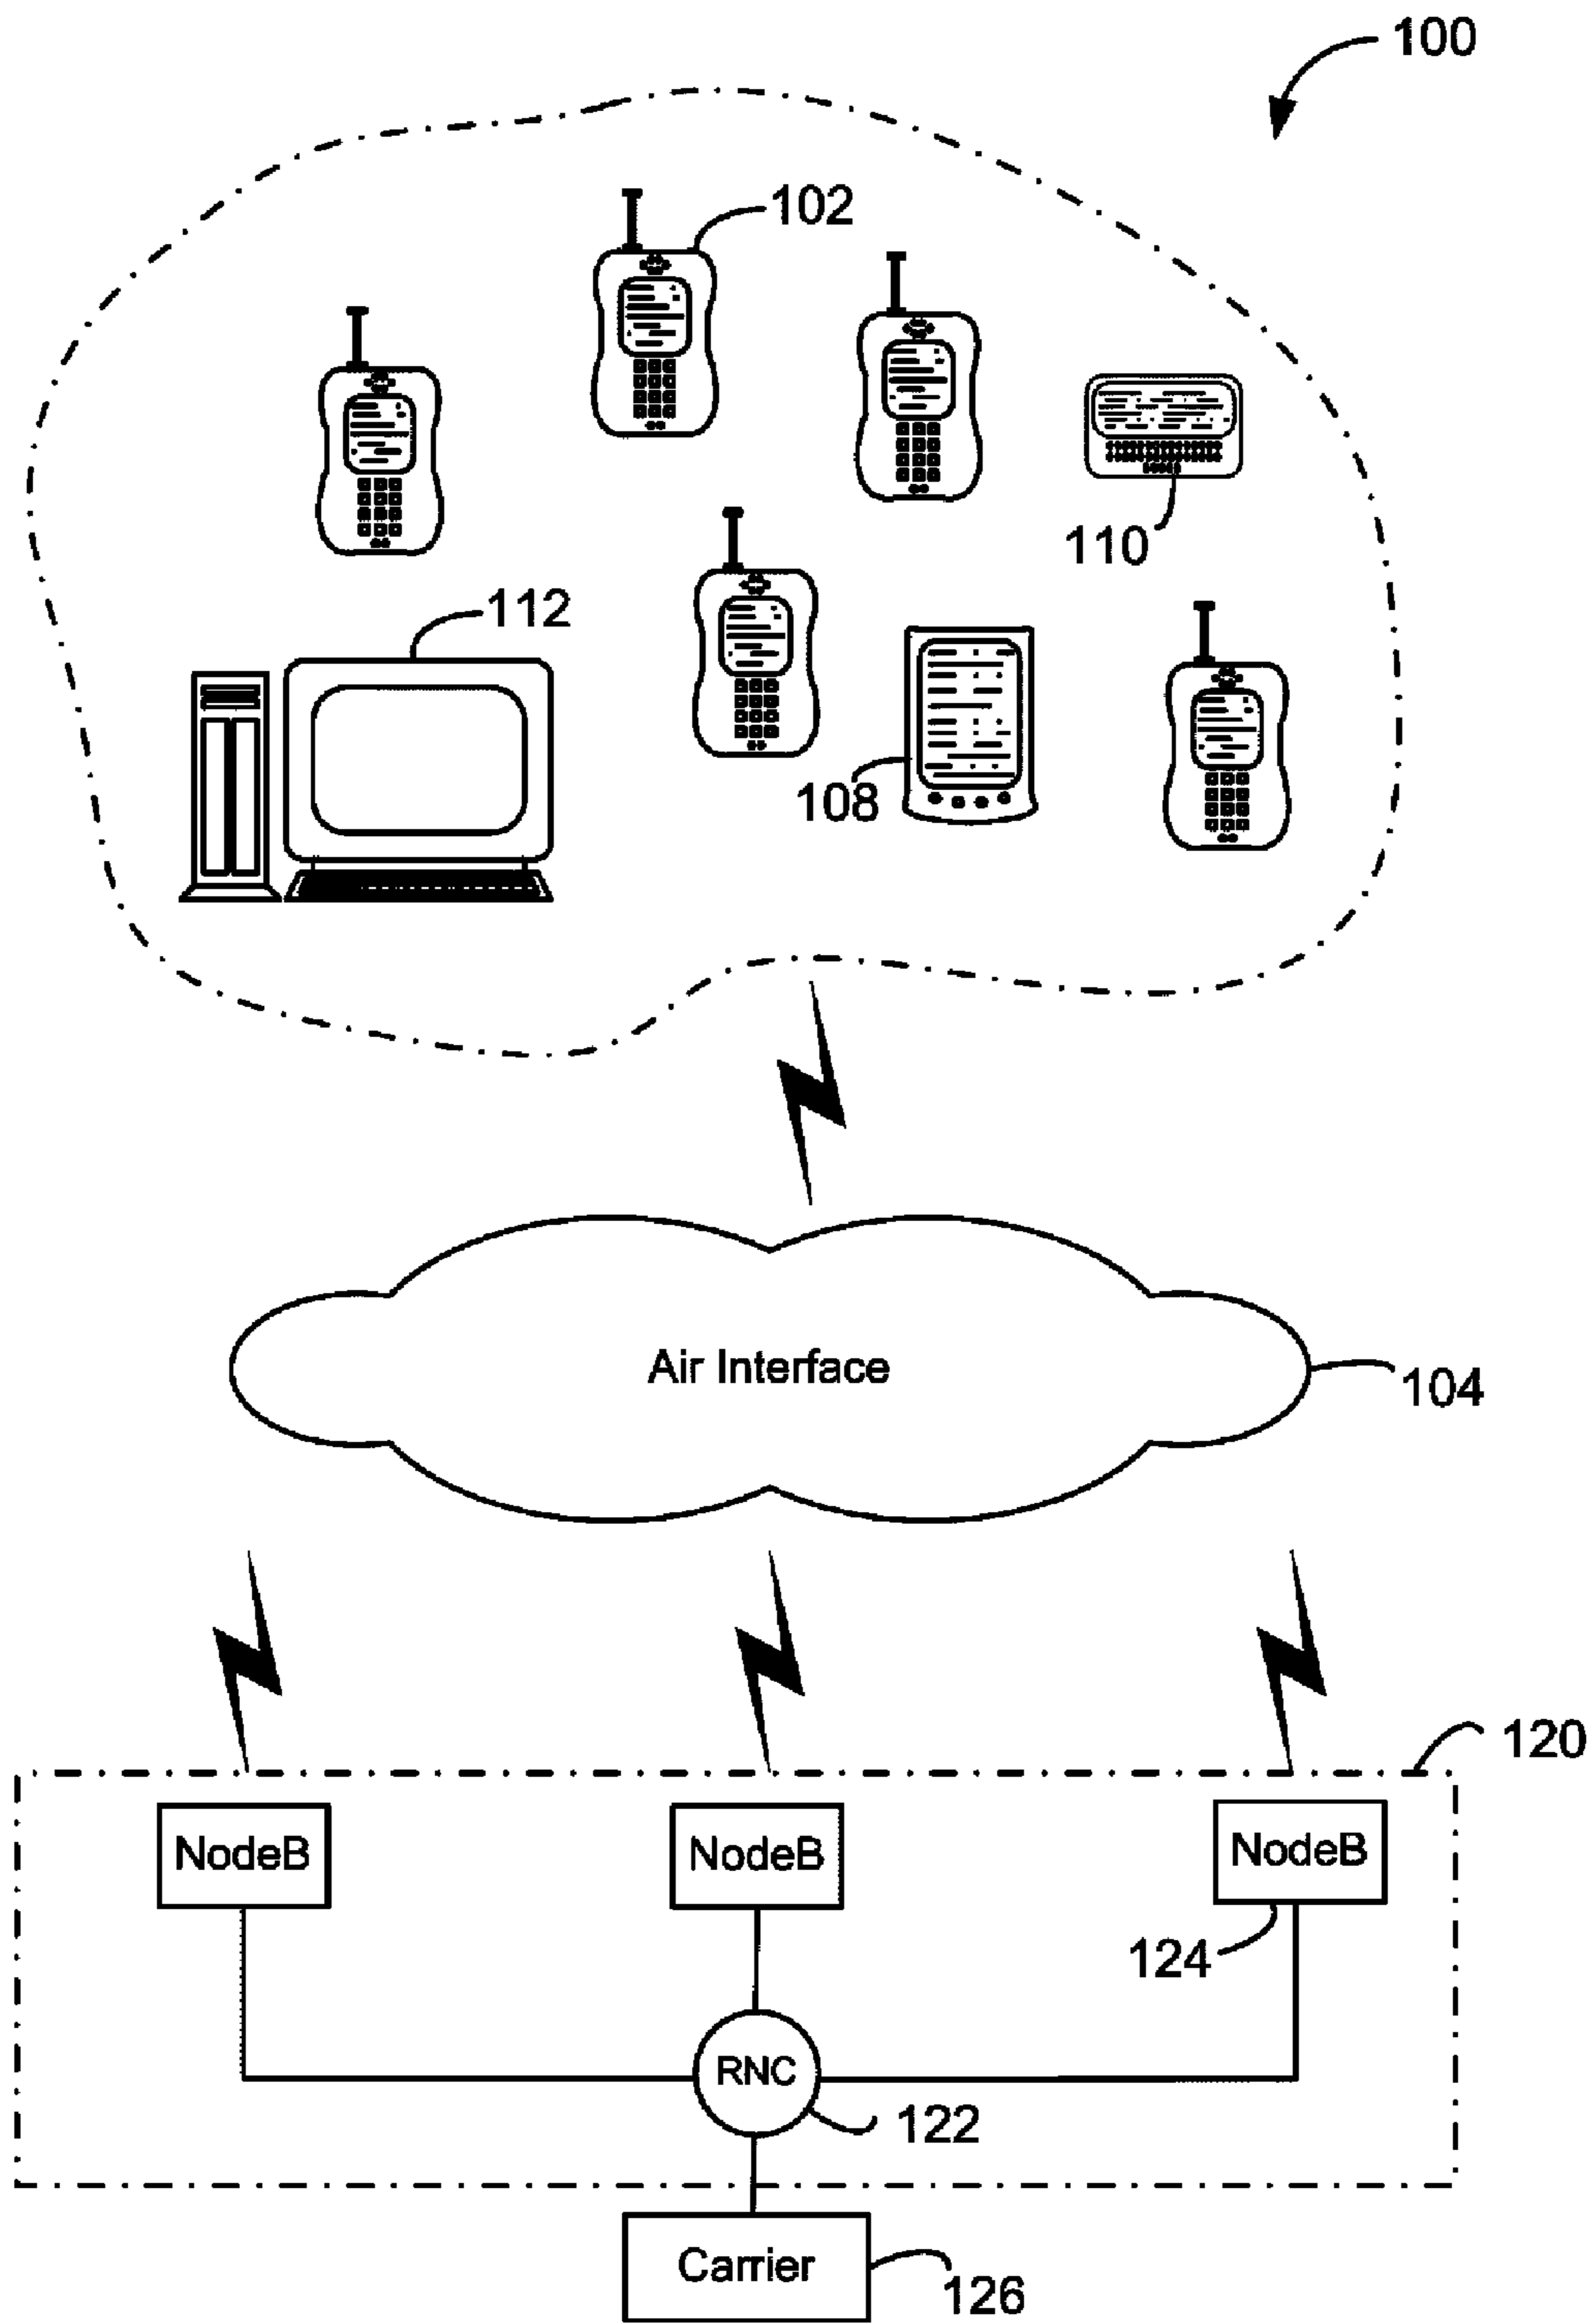 100
102
110
112
108
Air Interface
104
120
NodeB NodeB NodeB
124
RNC
122
Carrier
126